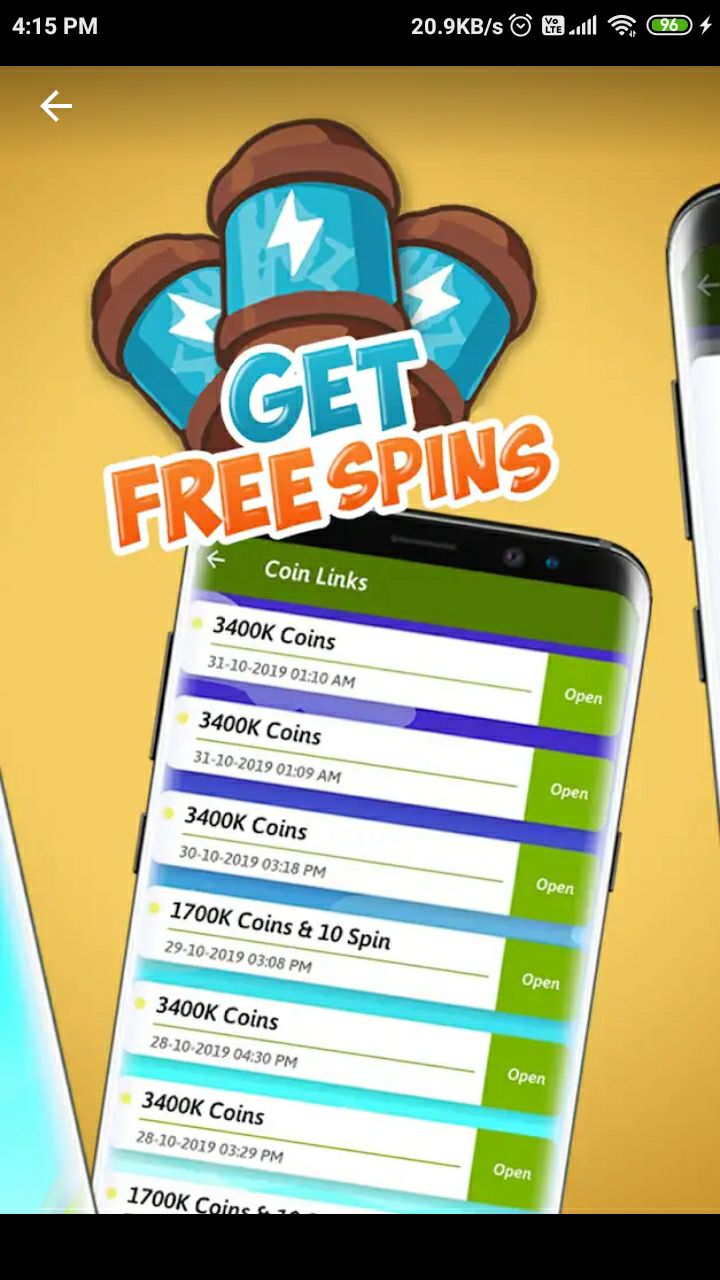 4:15 PM
20.9KB/s
Vo
LTE
96
GET
FREE SPINS
Coin Links
3400K Coins
31-10-2019 01:10 AM
Open
3400K Coins
31-10-2019 01:09 AM
Open
3400K Coins
30-10-2019 03:18 PM
Open
1700K Coins & 10 Spin
29-10-2019 03:08 PM
Open
3400K Coins
28-10-2019 04:30 PM
Open
3400K Coins
28-10-2019 03:29 PM
Open
1700K Coins &